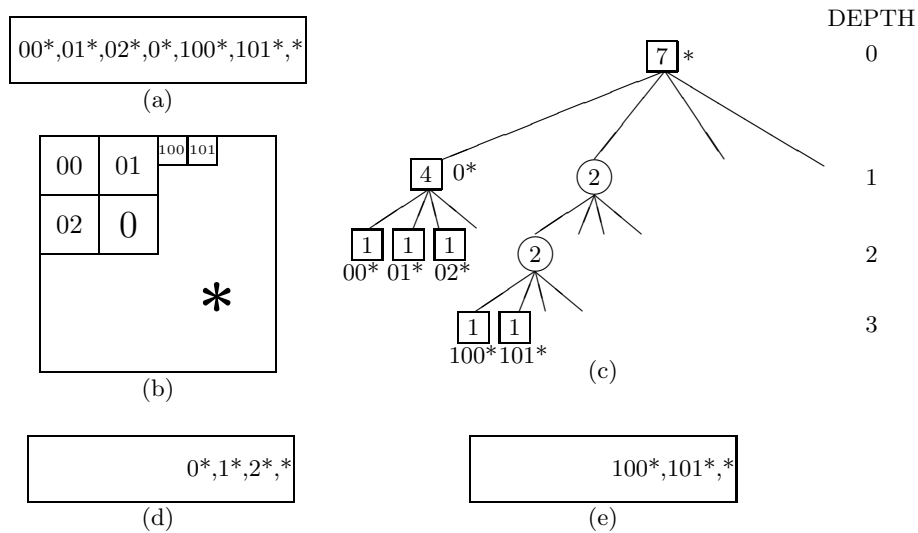 DEPTH
00*,01*,02*,0*,100*,101*,*
(a)
7 * 0
00 01 100 101
02 0
*
(b)
4 0* 2 1
1 1 1 2 2
00* 01* 02*
1 1 3
100* 101*
(c)
0*,1*,2*,*
(d)
100*,101*,*
(e)